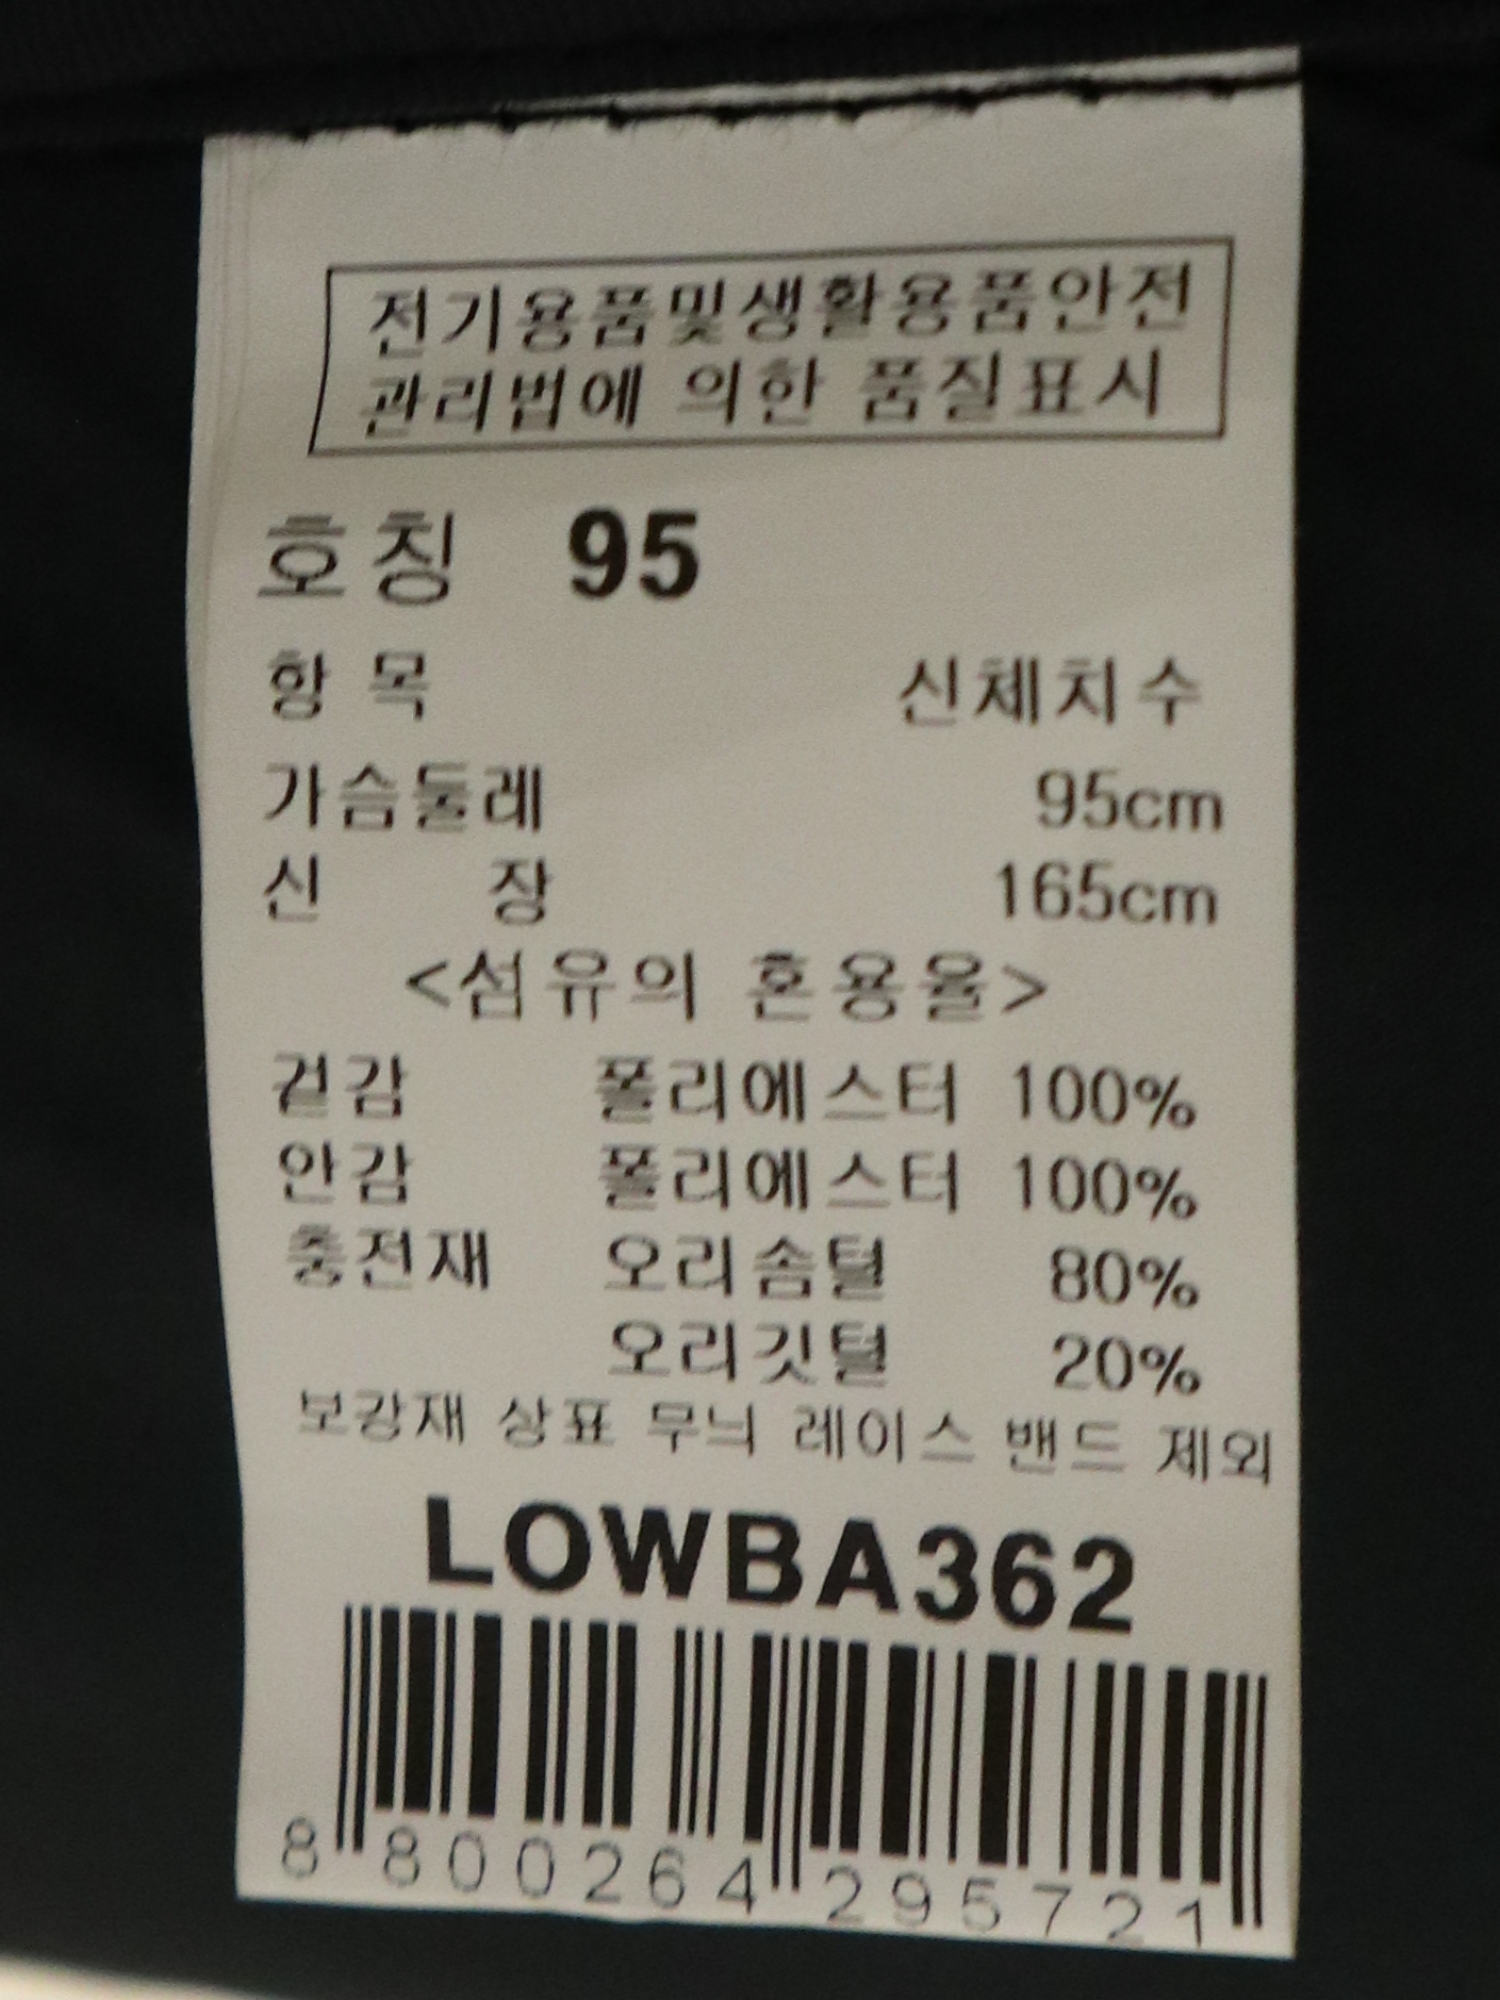 전기용품및생활용품안전
관리법에 의한 품질표시
호칭 95
항목 신체치수
가슴둘레 95cm
신장 165cm
<섬유의 혼용율>
겉감 폴리에스터 100%
안감 폴리에스터 100%
충전재 오리솜털 80%
오리깃털 20%
보강재 상표 무늬 레이스 밴드 제외
LOWBA362
8 800264 295721